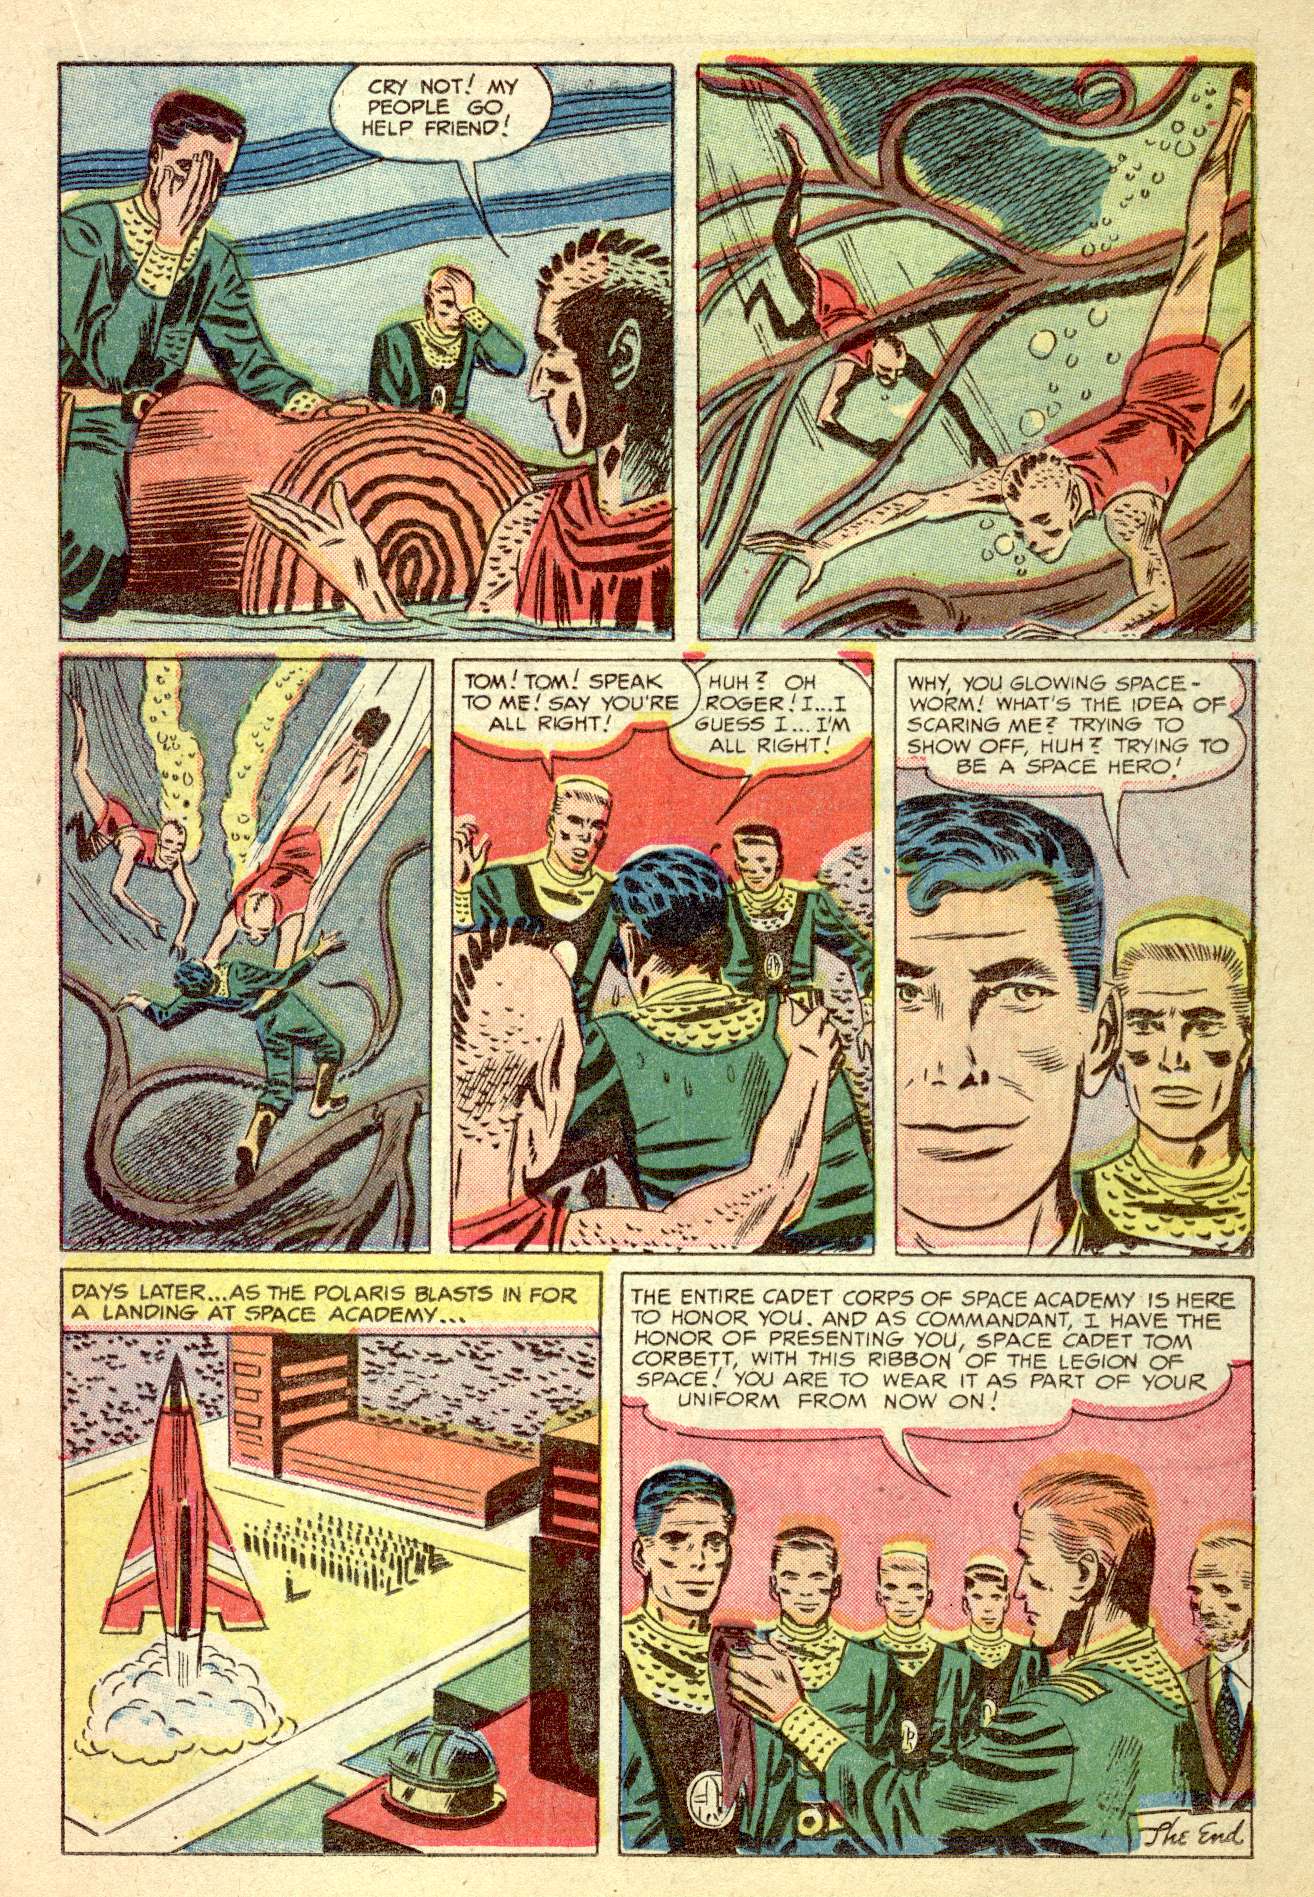 CRY NOT! MY
PEOPLE GO
HELP FRIEND!
TOM! TOM! SPEAK
TO ME! SAY YOU'RE
ALL RIGHT!
HUH? OH
ROGER! I...I
GUESS I... I'M
ALL RIGHT!
WHY, YOU GLOWING SPACE-
WORM! WHAT'S THE IDEA OF
SCARING ME? TRYING TO
SHOW OFF, HUH? TRYING TO
BE A SPACE HERO!
DAYS LATER...AS THE POLARIS BLASTS IN FOR
A LANDING AT SPACE ACADEMY...
THE ENTIRE CADET CORPS OF SPACE ACADEMY IS HERE
TO HONOR YOU. AND AS COMMANDANT, I HAVE THE
HONOR OF PRESENTING YOU, SPACE CADET TOM
CORBETT, WITH THIS RIBBON OF THE LEGION OF
SPACE! YOU ARE TO WEAR IT AS PART OF YOUR
UNIFORM FROM NOW ON!
The End